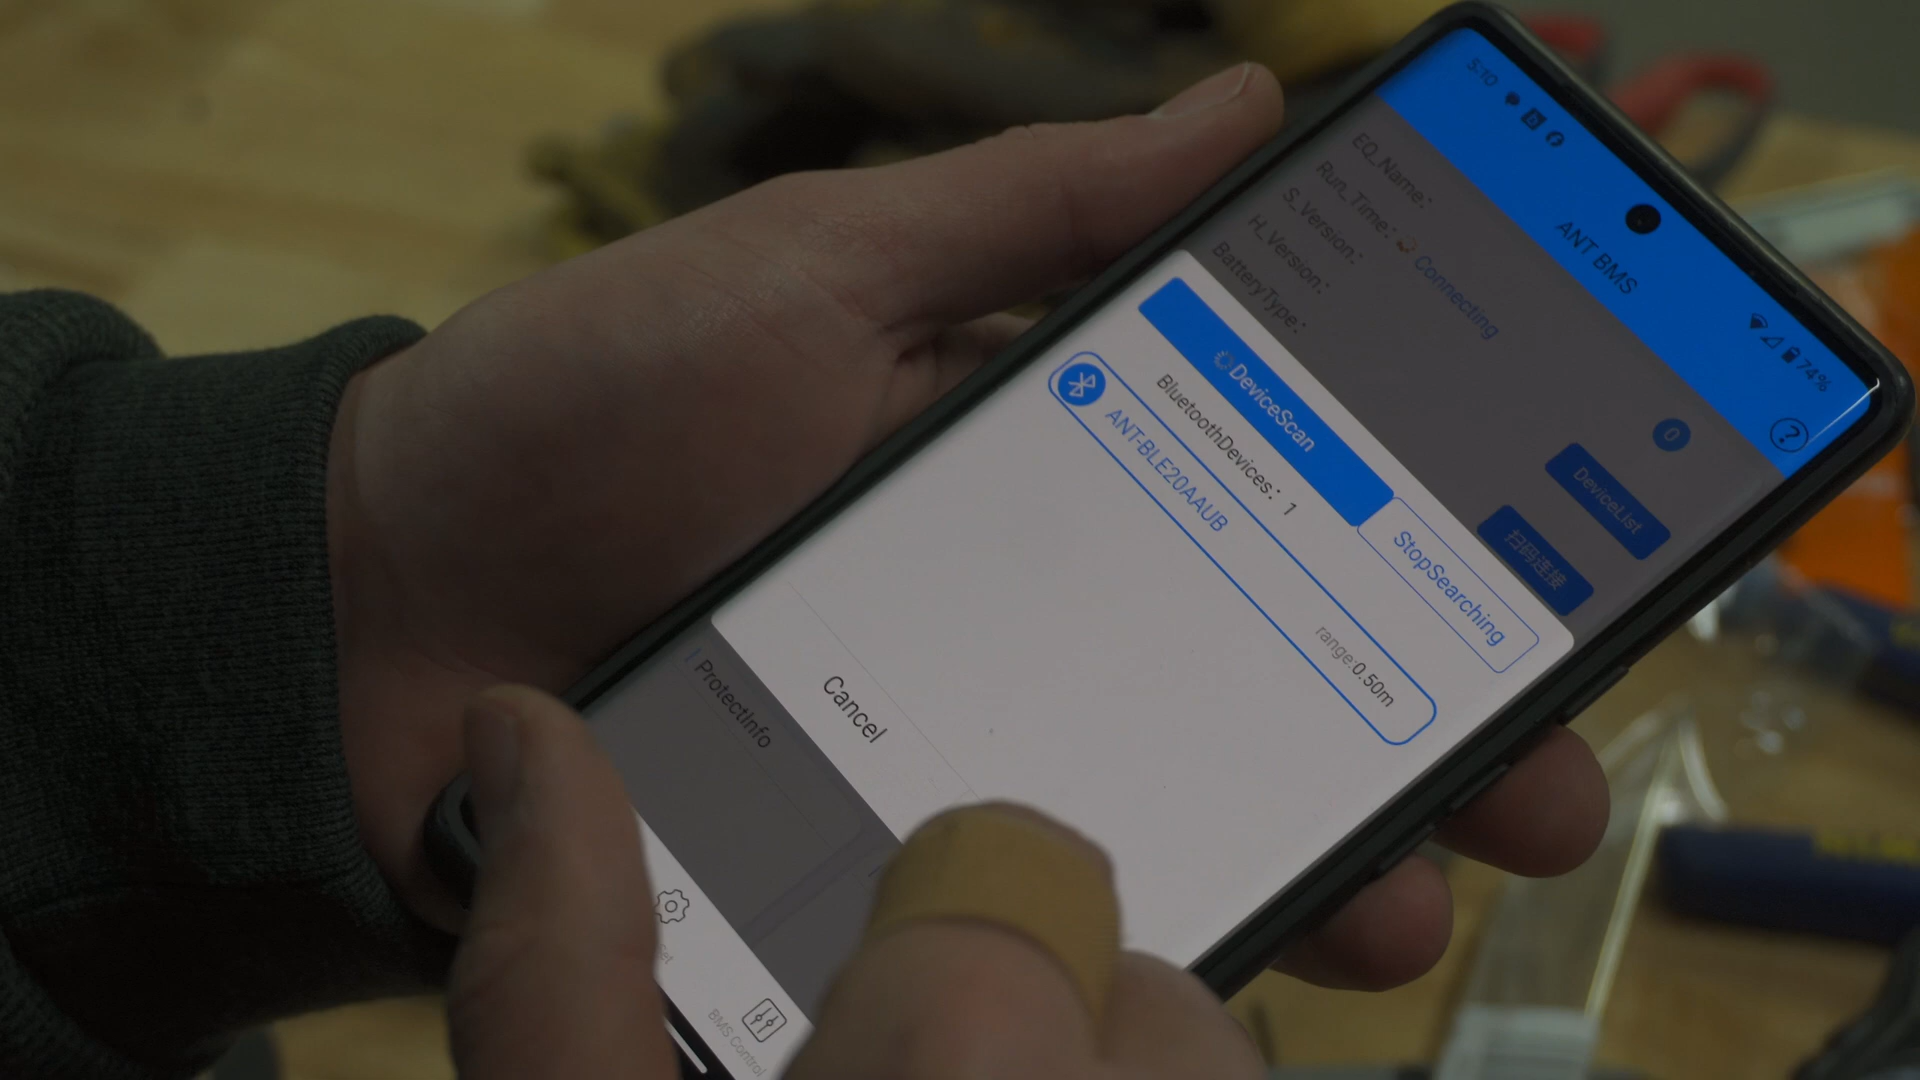 5:10
74%
ANT BMS
EQ_Name:
Run_Time: Connecting
S_Version:
H_Version:
BatteryType:
0
DeviceList
扫码连接
DeviceScan
StopSearching
BluetoothDevices: 1
ANT-BLE20AAUB
range:0.50m
Cancel
ProtectInfo
BMS Control